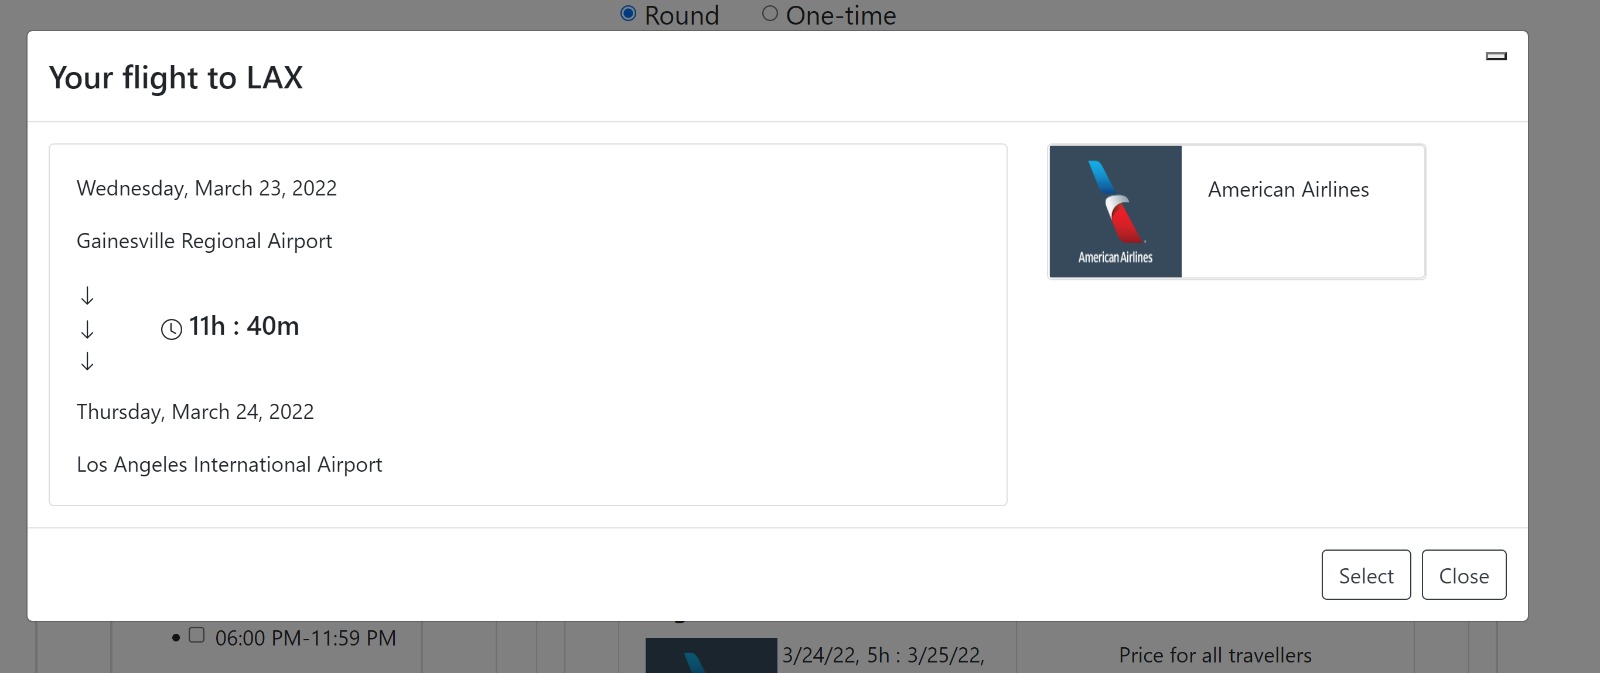 Round One-time
Your flight to LAX
Wednesday, March 23, 2022
Gainesville Regional Airport
11h : 40m
Thursday, March 24, 2022
Los Angeles International Airport
American Airlines
American Airlines
Select Close
06:00 PM-11:59 PM
3/24/22, 5h : 3/25/22,
Price for all travellers